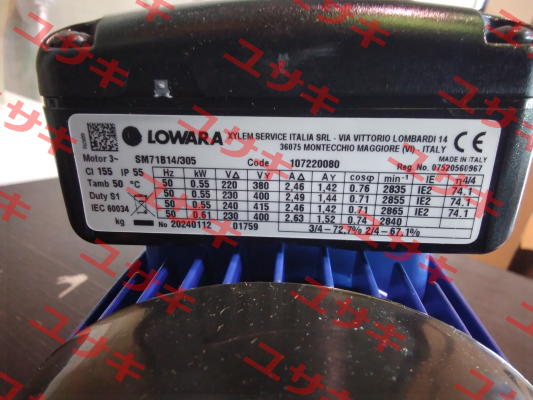 LOWARA
XYLEM SERVICE ITALIA SRL - VIA VITTORIO LOMBARDI 14
36075 MONTECCHIO MAGGIORE (VI) - ITALY
CE
MADE IN ITALY
Motor 3~ SM71B14/305 Code 107220080 Reg. No 07520560967
Cl 155 IP 55 Hz kW V△ VY A△ AY cosφ min⁻¹ IE η4/4
Tamb 50 °C 50 0.55 220 380 2,46 1,42 0.76 2835 IE2 74.1
Duty S1 50 0.55 230 400 2,49 1,44 0.71 2855 IE2 74.1
IEC 60034 50 0.55 240 415 2,46 1,42 2865 IE2 74.1
50 0.61 230 400 2,63 1,52 0.74 2840
kg No 20240112 01759 3/4 - 72.7% 2/4 - 67.1%
ユサキ
ユサキ
ユサキ
ユサキ
ユサキ
ユサキ
ユサキ
ユサキ
ユサキ